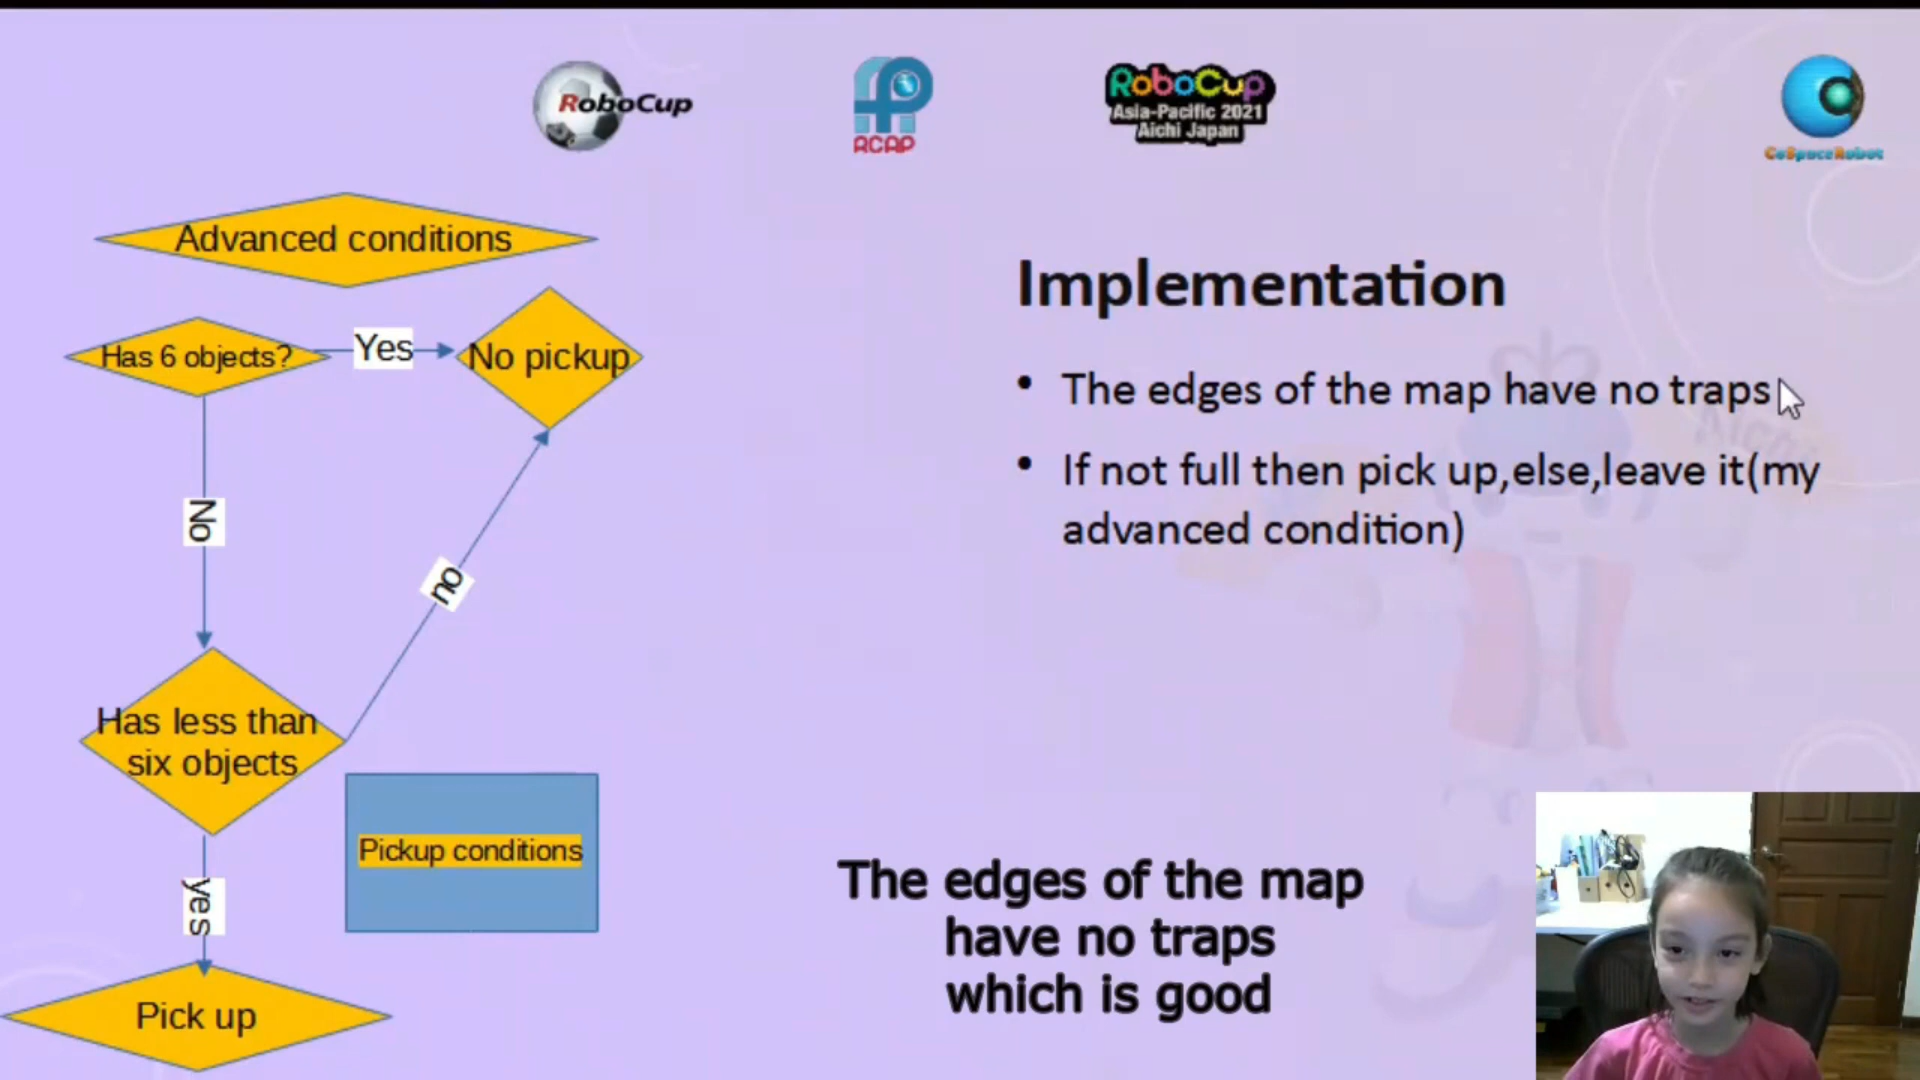 RoboCup
RCAP
RoboCup
Asia-Pacific 2021
Aichi Japan
CoSpaceRobot
Advanced conditions
Has 6 objects?
Yes
No pickup
No
no
Has less than
six objects
yes
Pick up
Pickup conditions
Implementation
• The edges of the map have no traps
• If not full then pick up,else,leave it(my
advanced condition)
The edges of the map
have no traps
which is good